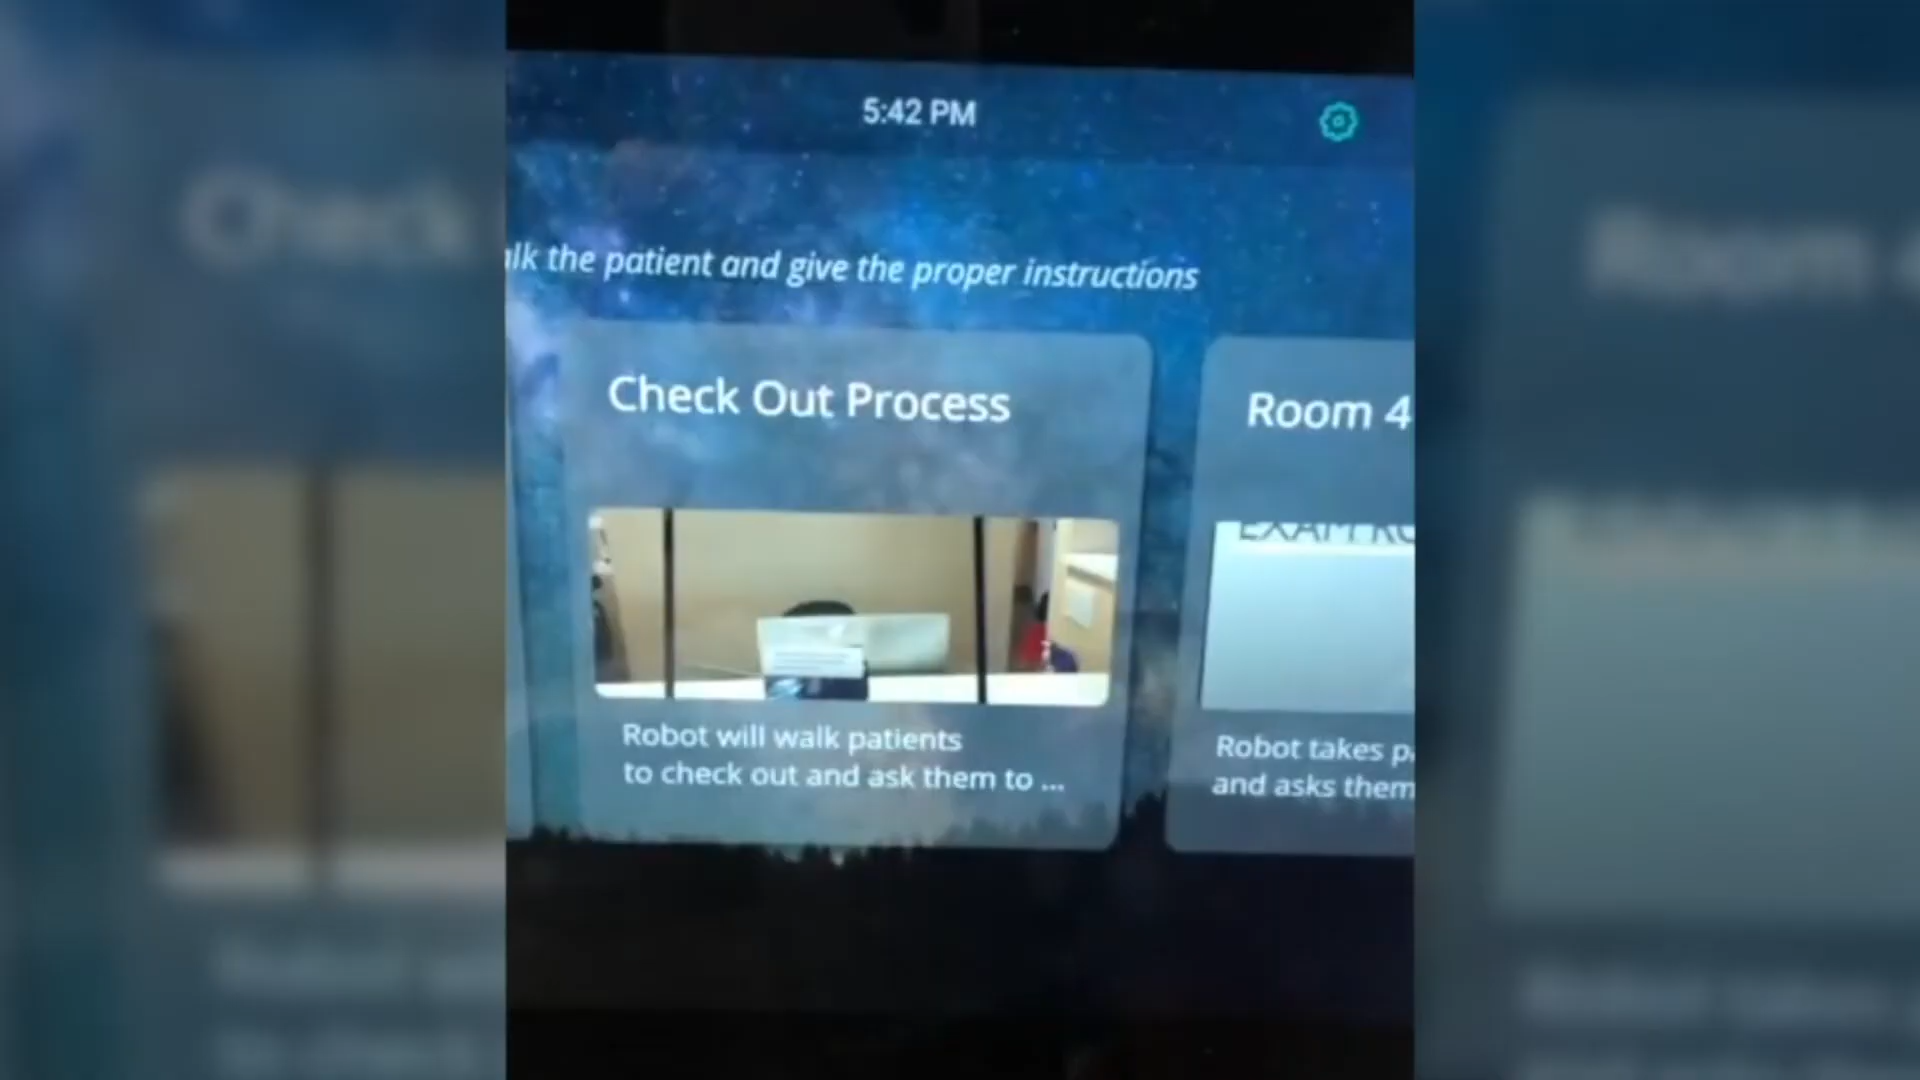 5:42 PM
the patient and give the proper instructions
Check Out Process
Room 4
EXAM
Robot will walk patients
to check out and ask them to ...
Robot takes
and asks them